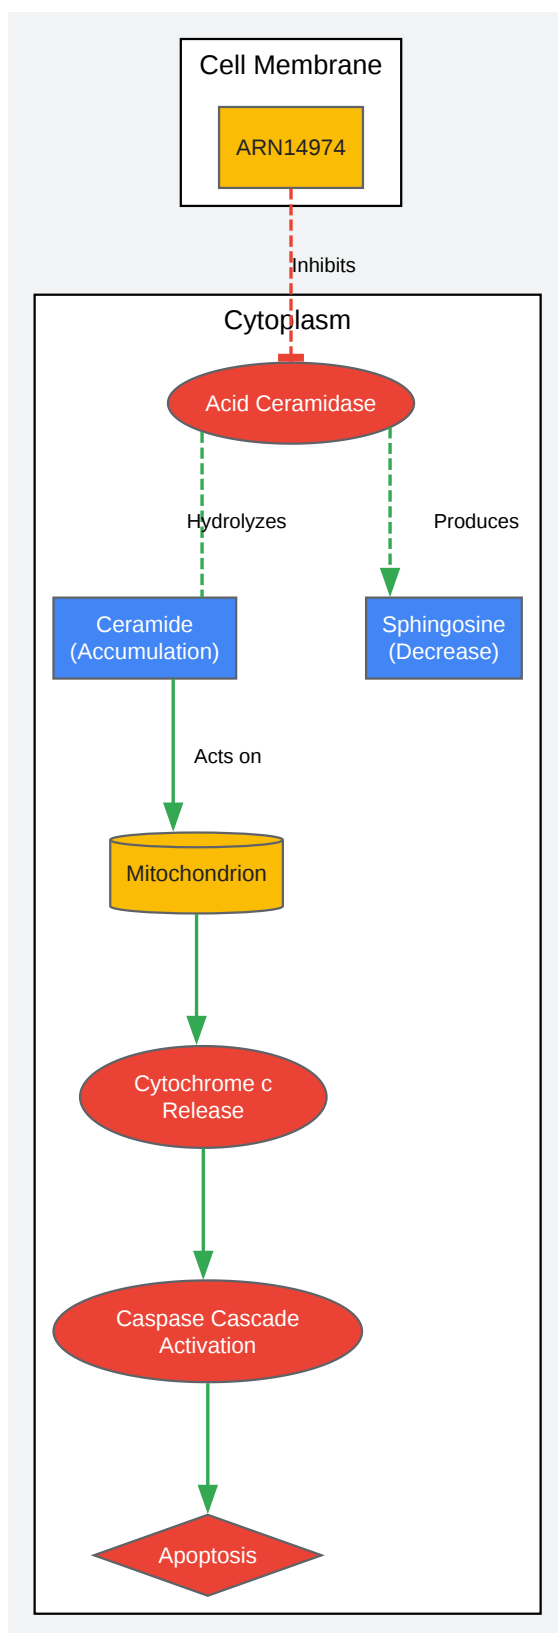 Cell Membrane
ARN14974
Inhibits
Cytoplasm
Acid Ceramidase
Hydrolyzes
Produces
Ceramide
(Accumulation)
Sphingosine
(Decrease)
Acts on
Mitochondrion
Cytochrome c
Release
Caspase Cascade
Activation
Apoptosis